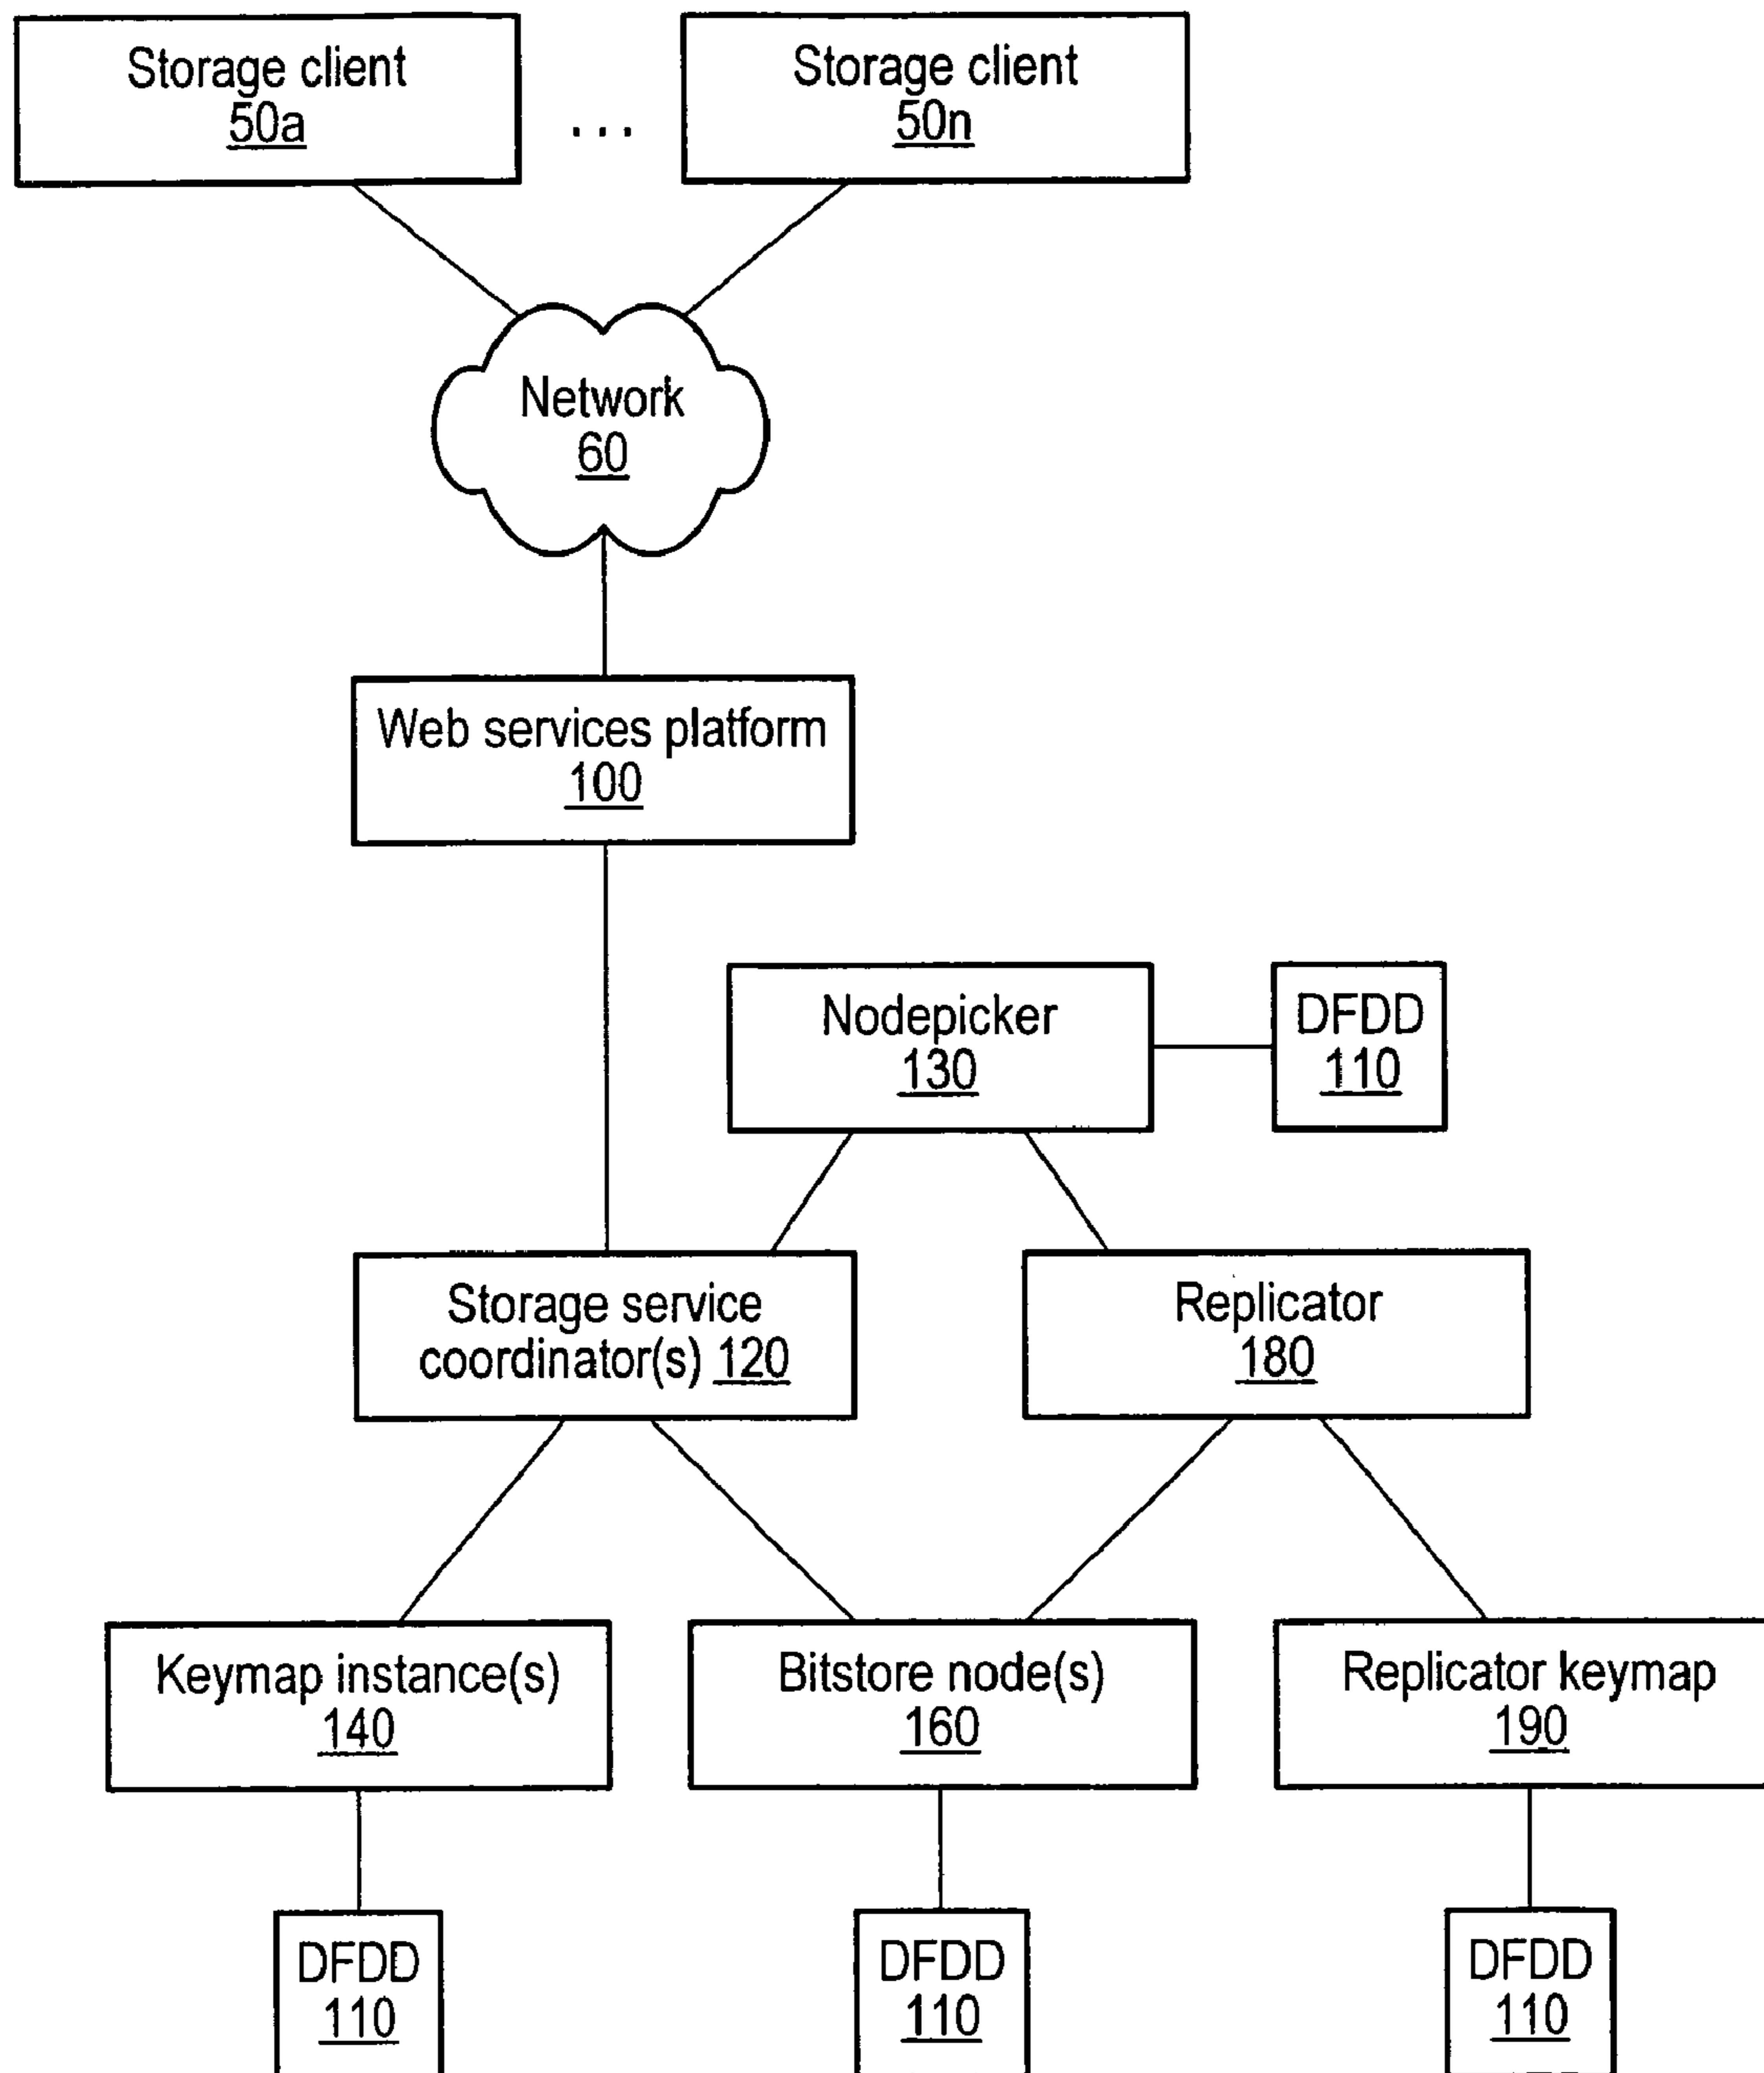 Storage client
50a
...
Storage client
50n
Network
60
Web services platform
100
Nodepicker
130
DFDD
110
Storage service
coordinator(s) 120
Replicator
180
Keymap instance(s)
140
Bitstore node(s)
160
Replicator keymap
190
DFDD
110
DFDD
110
DFDD
110